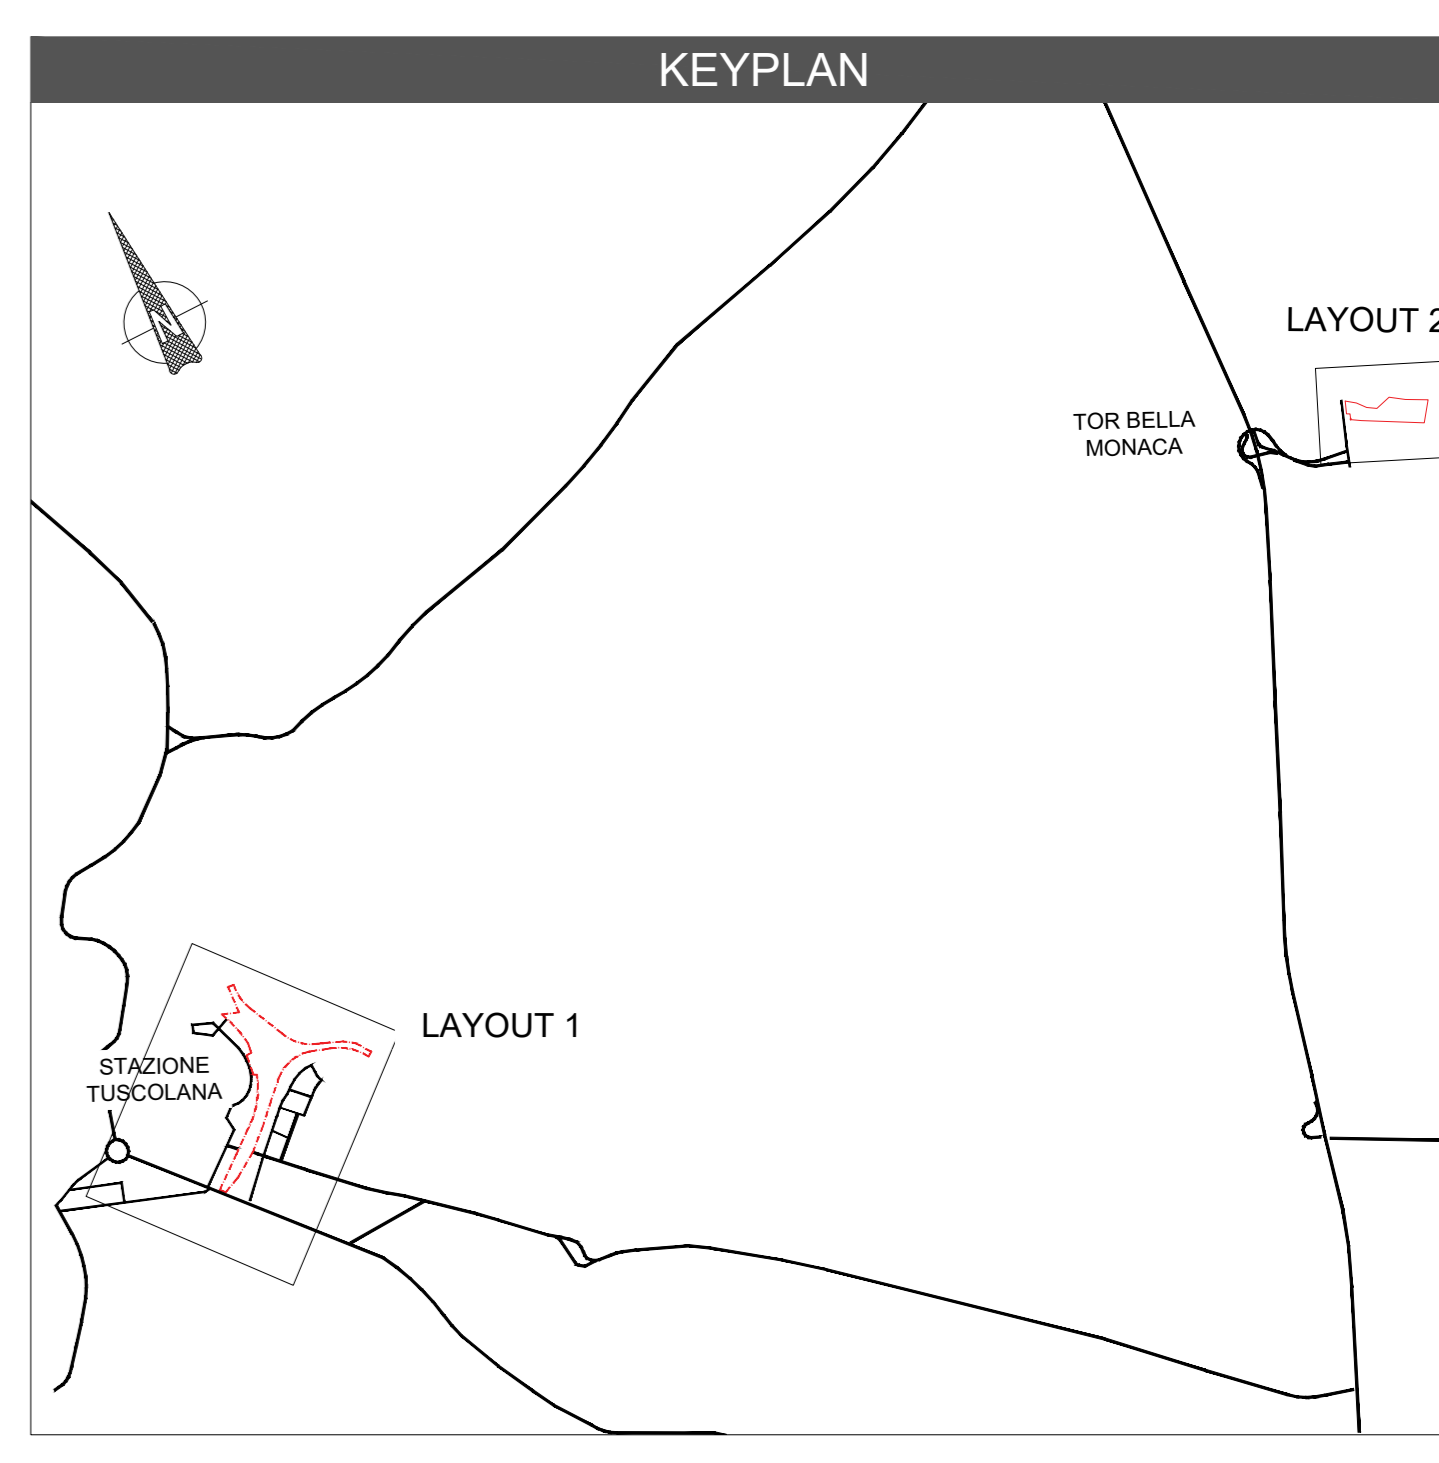 KEYPLAN
N
LAYOUT 2
TOR BELLA
MONACA
LAYOUT 1
STAZIONE
TUSCOLANA